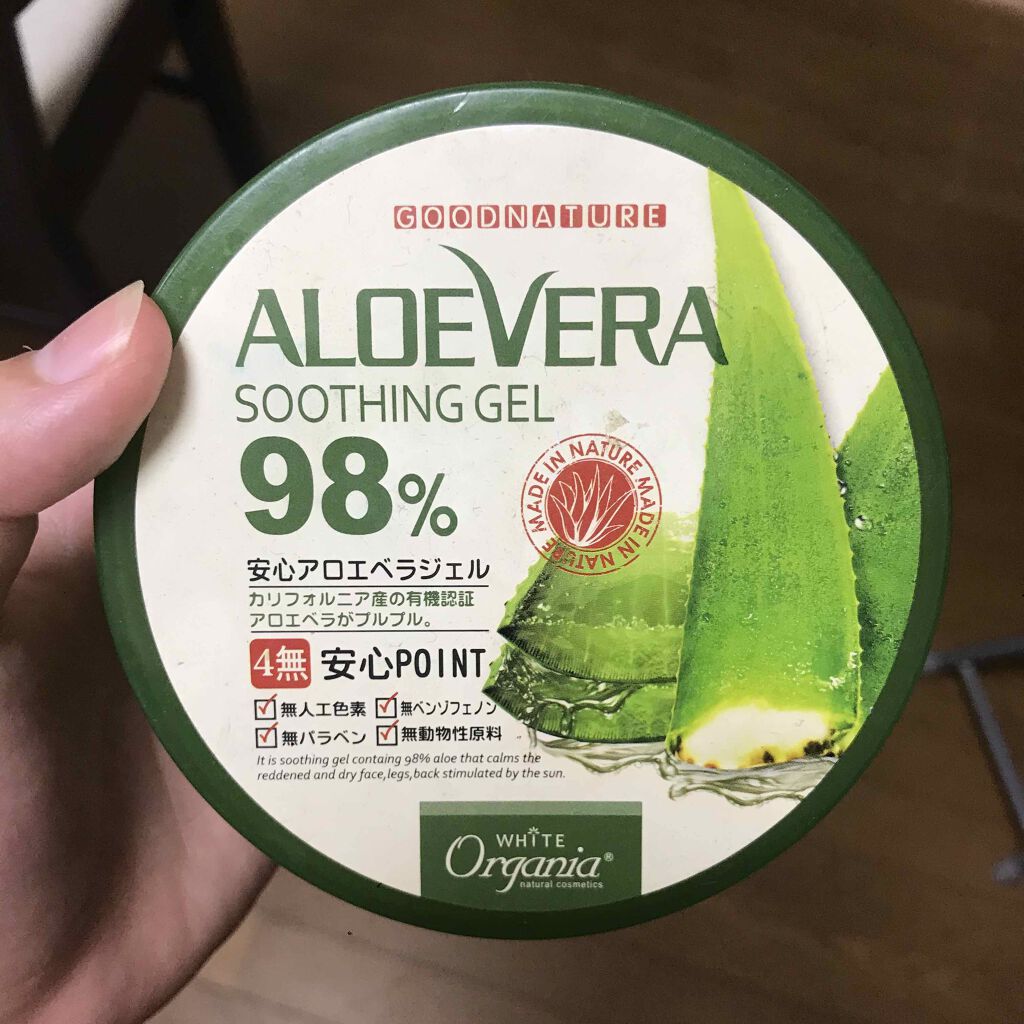 GOODNATURE
ALOEVERA
SOOTHING GEL
98%
MADE IN NATURE MADE IN NATURE
安心アロエベラジェル
カリフォルニア産の有機認証
アロエベラがプルプル。
4無 安心POINT
無人工色素 無ベンゾフェノン
無パラベン 無動物性原料
It is soothing gel containg 98% aloe that calms the
reddened and dry face,legs,back stimulated by the sun.
WHITE
Organia®
natural cosmetics